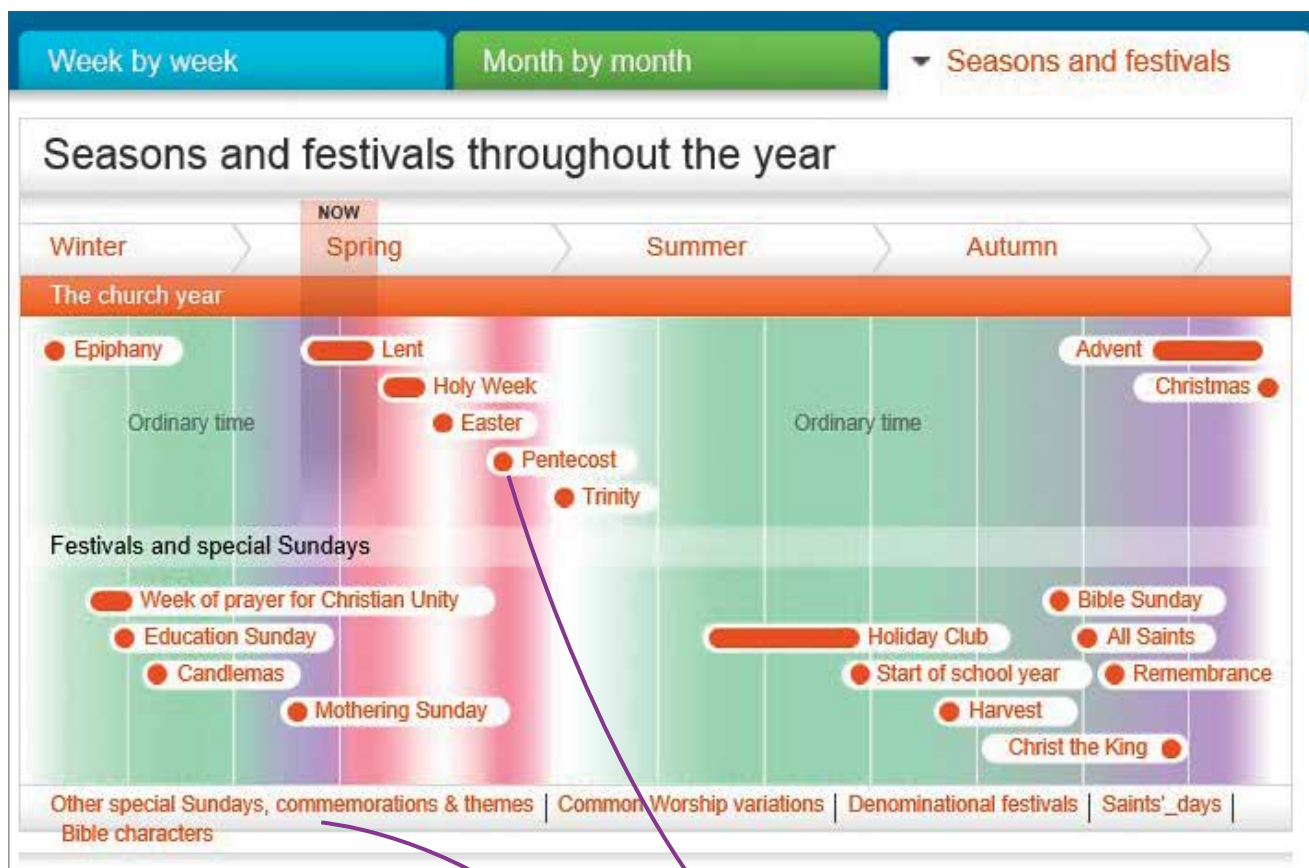 Week by week
Month by month
Seasons and festivals
Seasons and festivals throughout the year
NOW
Winter
Spring
Summer
Autumn
The church year
Epiphany
Lent
Advent
Holy Week
Christmas
Ordinary time
Easter
Ordinary time
Pentecost
Trinity
Festivals and special Sundays
Week of prayer for Christian Unity
Bible Sunday
Education Sunday
Holiday Club
All Saints
Candlemas
Start of school year
Remembrance
Mothering Sunday
Harvest
Christ the King
Other special Sundays, commemorations & themes | Common Worship variations | Denominational festivals | Saints'_days |
Bible characters